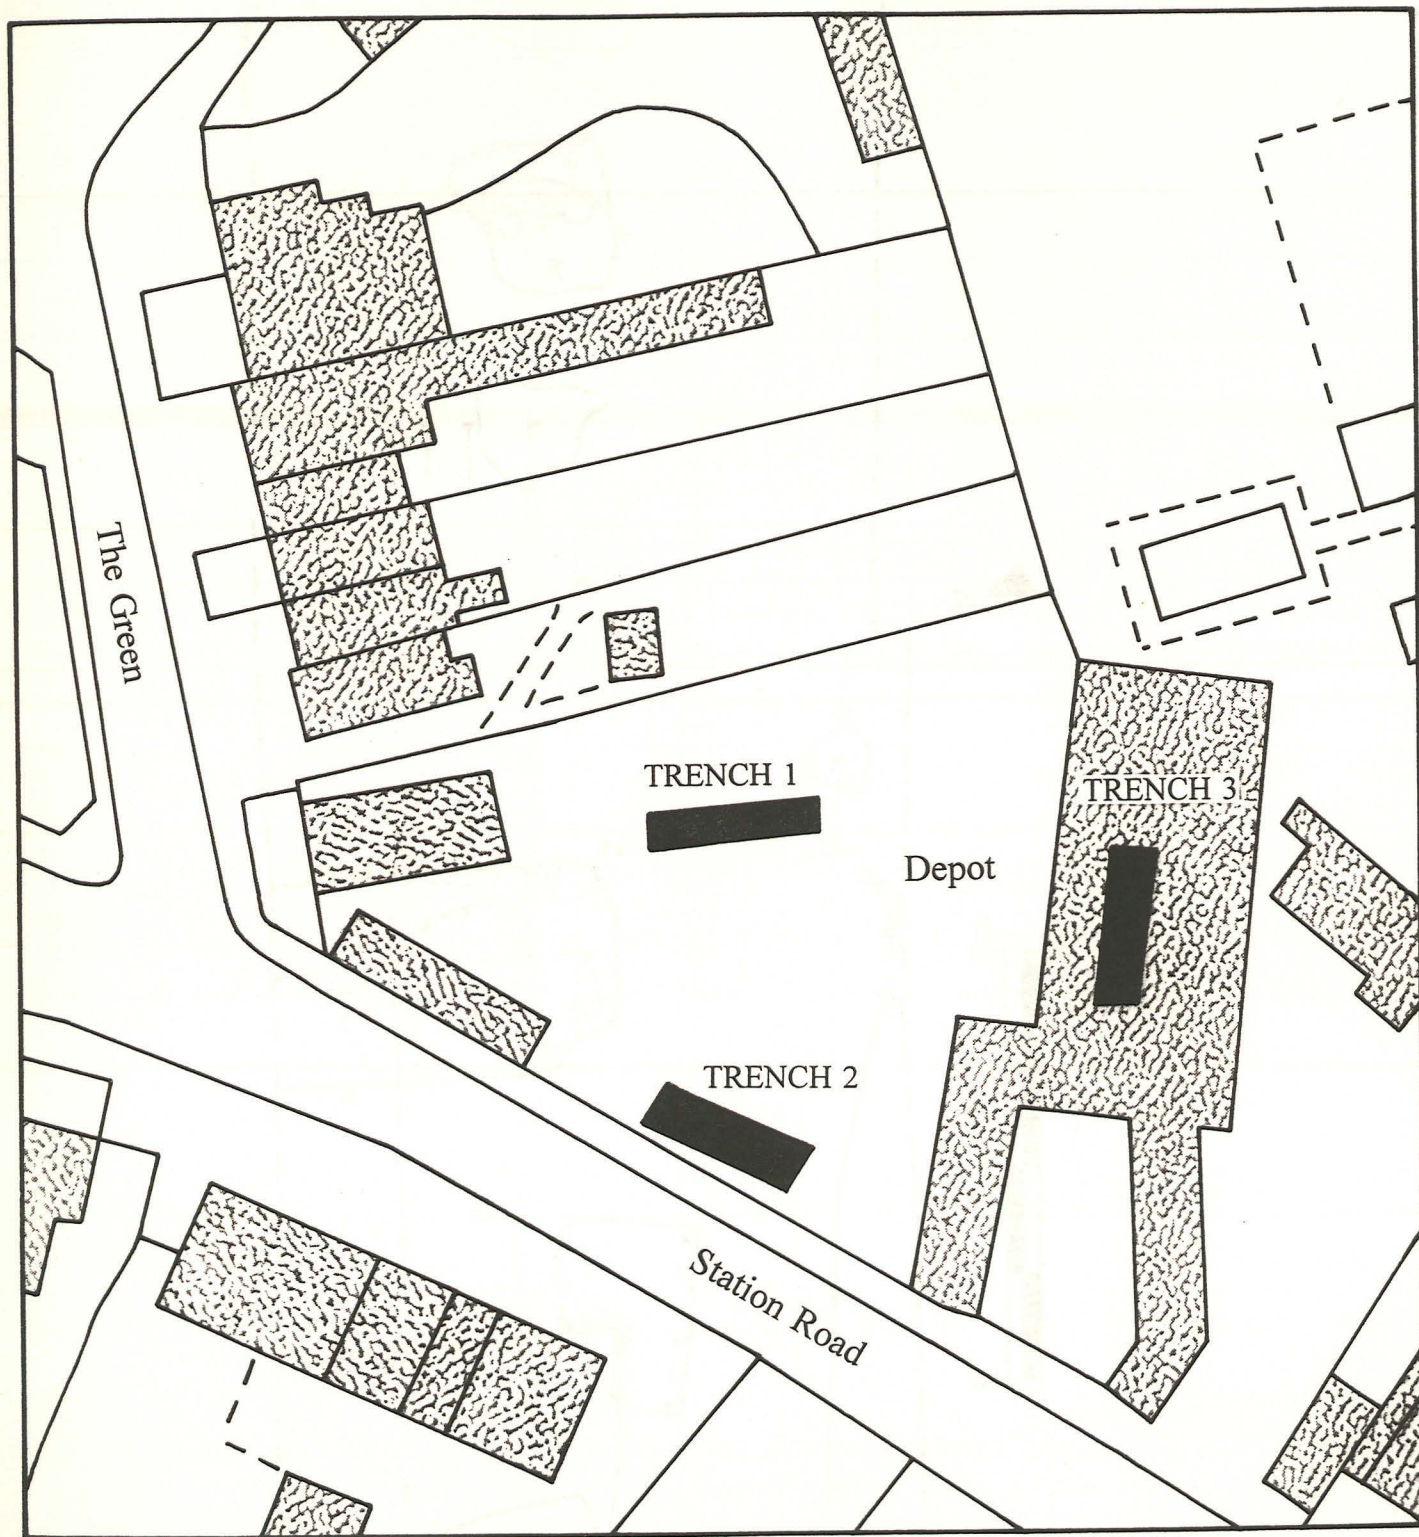 The Green
TRENCH 1
TRENCH 3
Depot
TRENCH 2
Station Road